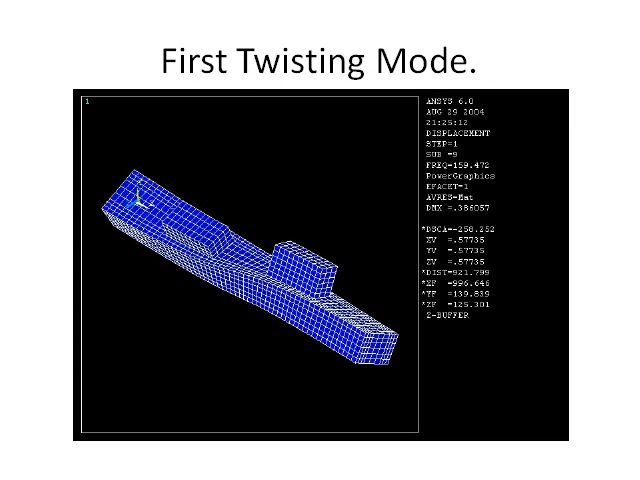 First Twisting Mode.
1
ANSYS 6.0
AUG 29 2004
21:25:12
DISPLACEMENT
STEP=1
SUB =9
FREQ=159.472
PowerGraphics
EFACET=1
AVRES=Mat
DMX =.386057
*DSCA=-258.252
XV =.57735
YV =.57735
ZV =.57735
*DIST=921.799
*XF =996.646
*YF =139.839
*ZF =125.301
Z-BUFFER